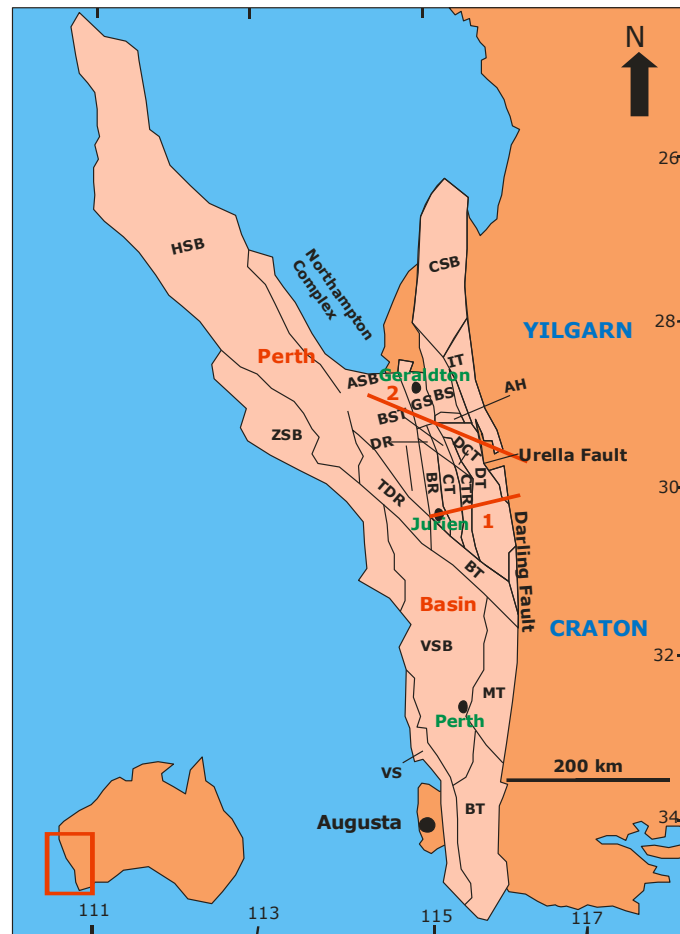 N
26
HSB
CSB
Northampton
Complex
28
YILGARN
Perth
IT
ASB
Geraldton
AH
2
GS
BS
BST
DR
DCT
Urella Fault
ZSB
DT
BR
CT
CTR
TDR
30
1
Jurien
Darling Fault
BT
Basin
CRATON
VSB
32
MT
Perth
VS
200 km
Augusta
BT
34
111
113
115
117